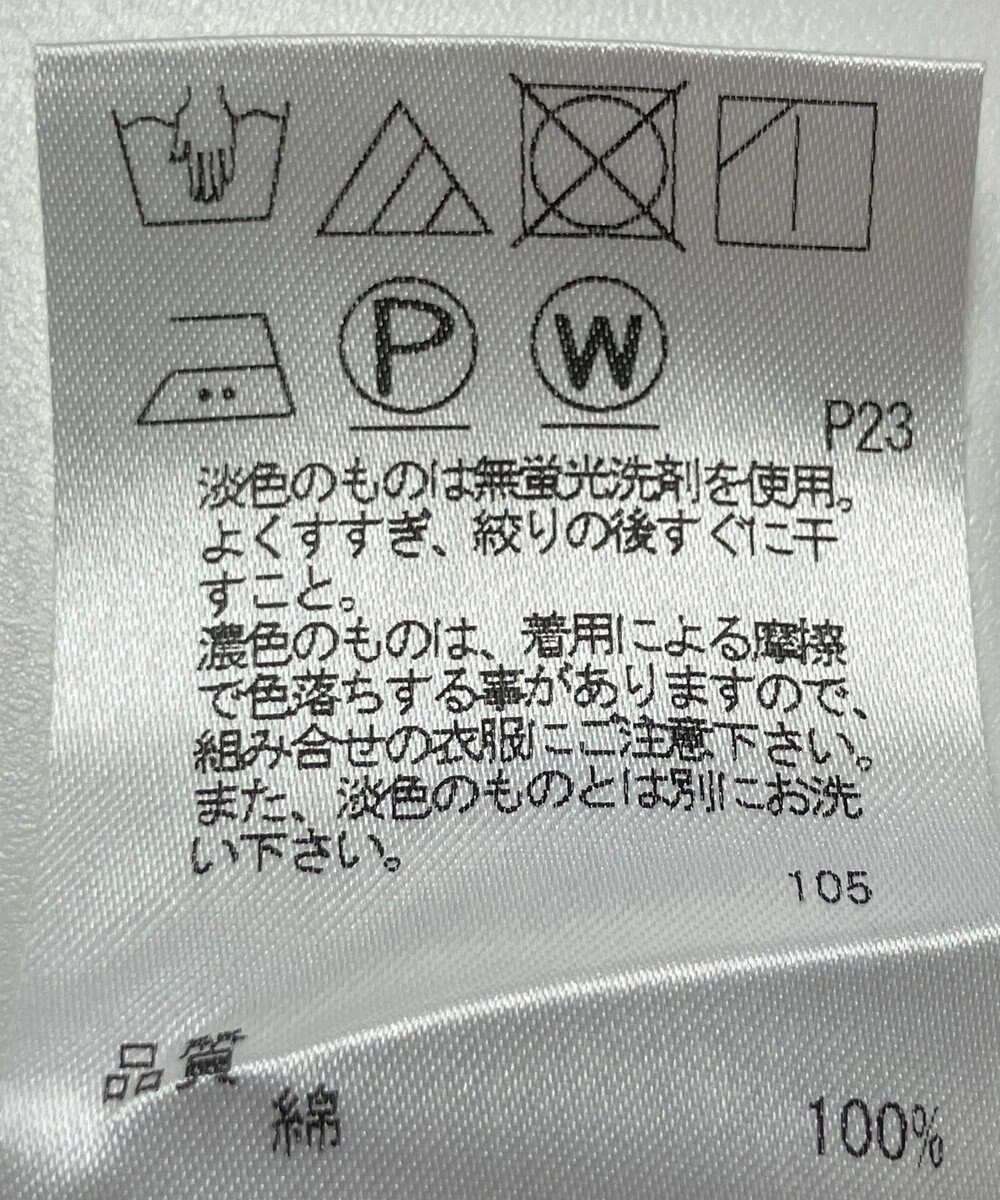 P
W
P23
淡色のものは無蛍光洗剤を使用。
よくすすぎ、絞りの後すぐに干
すこと。
濃色のものは、着用による摩擦
で色落ちする事がありますので、
組み合せの衣服にご注意下さい。
また、淡色のものとは別にお洗
い下さい。
105
品質
綿 100%